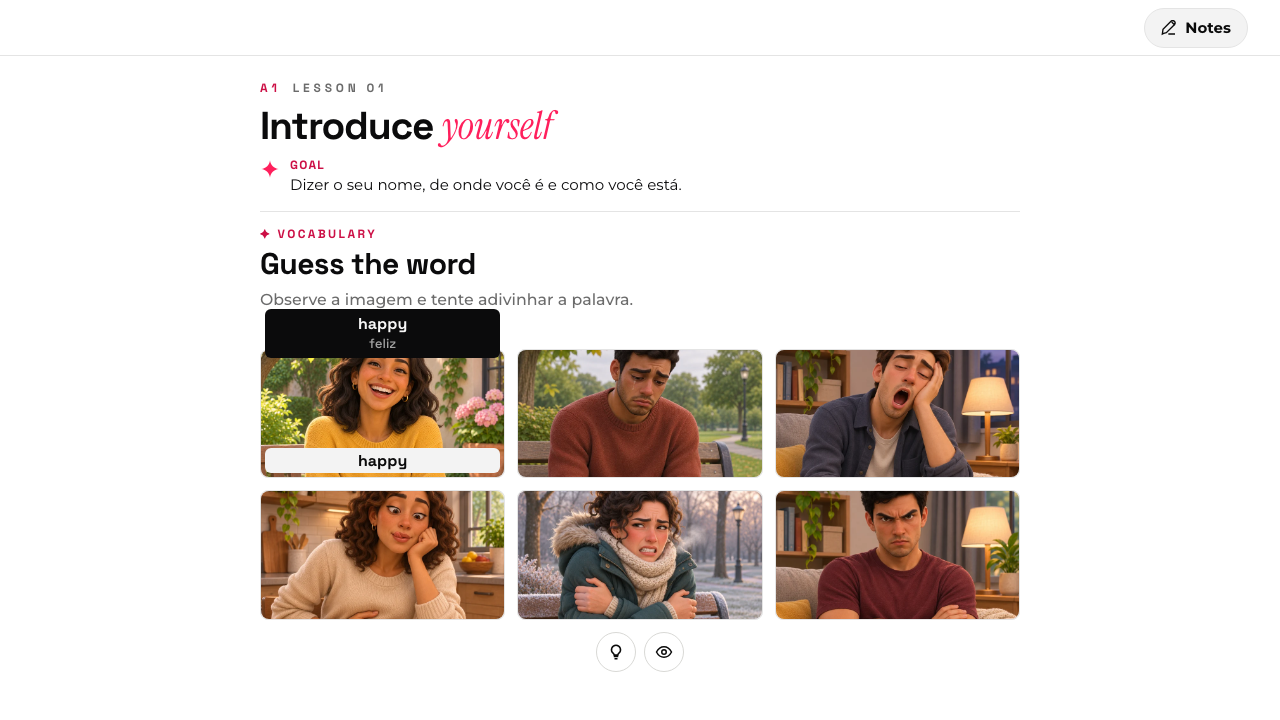 Notes
A1 LESSON 01
Introduce yourself
GOAL
Dizer o seu nome, de onde você é e como você está.
VOCABULARY
Guess the word
Observe a imagem e tente adivinhar a palavra.
happy
feliz
happy